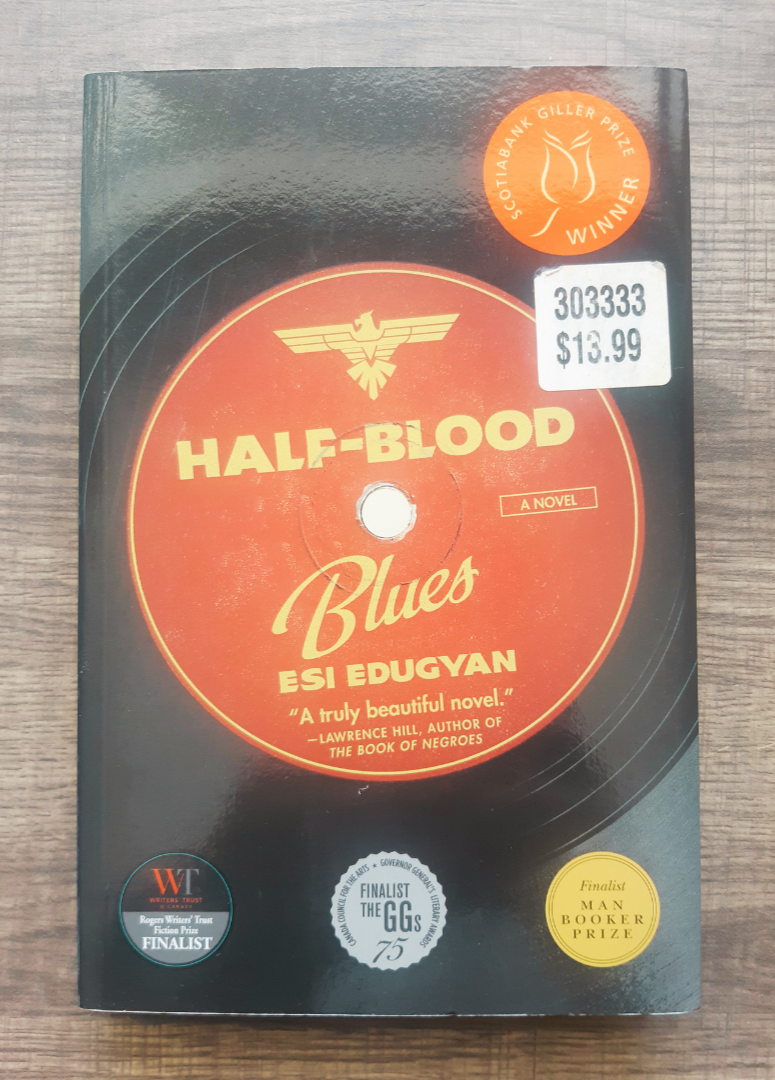 SCOTIABANK GILLER PRIZE
WINNER
303333
$13.99
HALF-BLOOD
A NOVEL
Blues
ESI EDUGYAN
“A truly beautiful novel.”
—LAWRENCE HILL, AUTHOR OF
THE BOOK OF NEGROES
WT
WRITERS' TRUST
OF CANADA
Rogers Writers' Trust
Fiction Prize
FINALIST
CANADA COUNCIL FOR THE ARTS ★ GOVERNOR GENERAL'S LITERARY AWARDS
FINALIST
THE GGs
75
Finalist
MAN
BOOKER
PRIZE